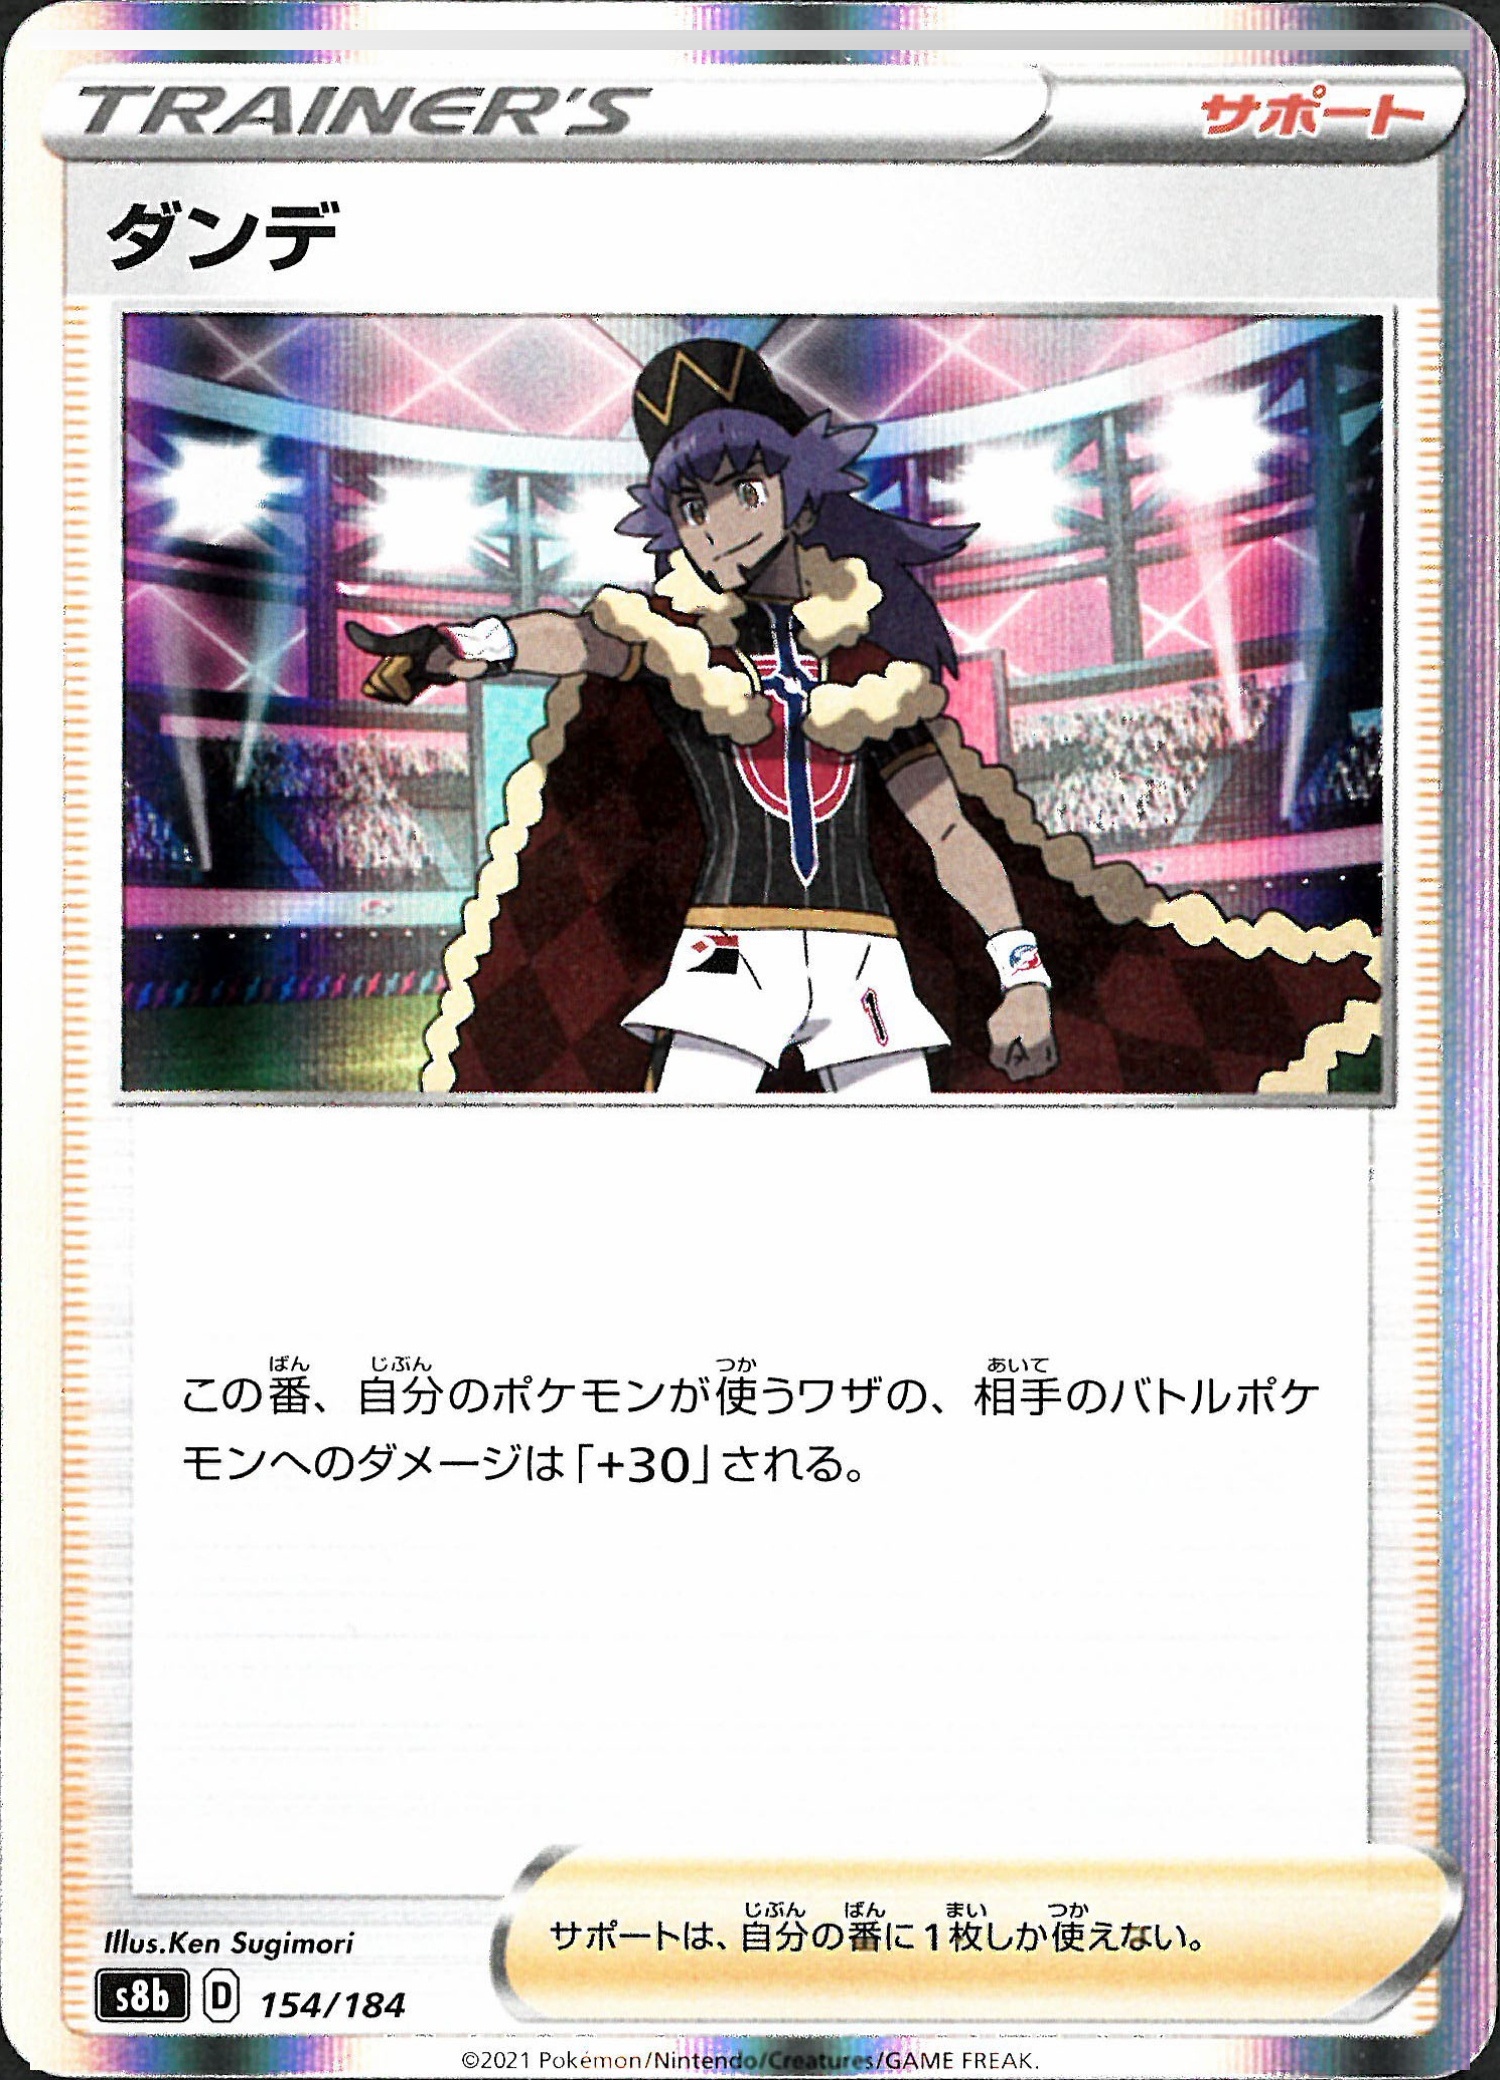 TRAINER'S サポート
ダンデ
この番、自分のポケモンが使うワザの、相手のバトルポケ
モンへのダメージは「+30」される。
サポートは、自分の番に1枚しか使えない。
Illus.Ken Sugimori
s8b D 154/184
©2021 Pokémon/Nintendo/Creatures/GAME FREAK.